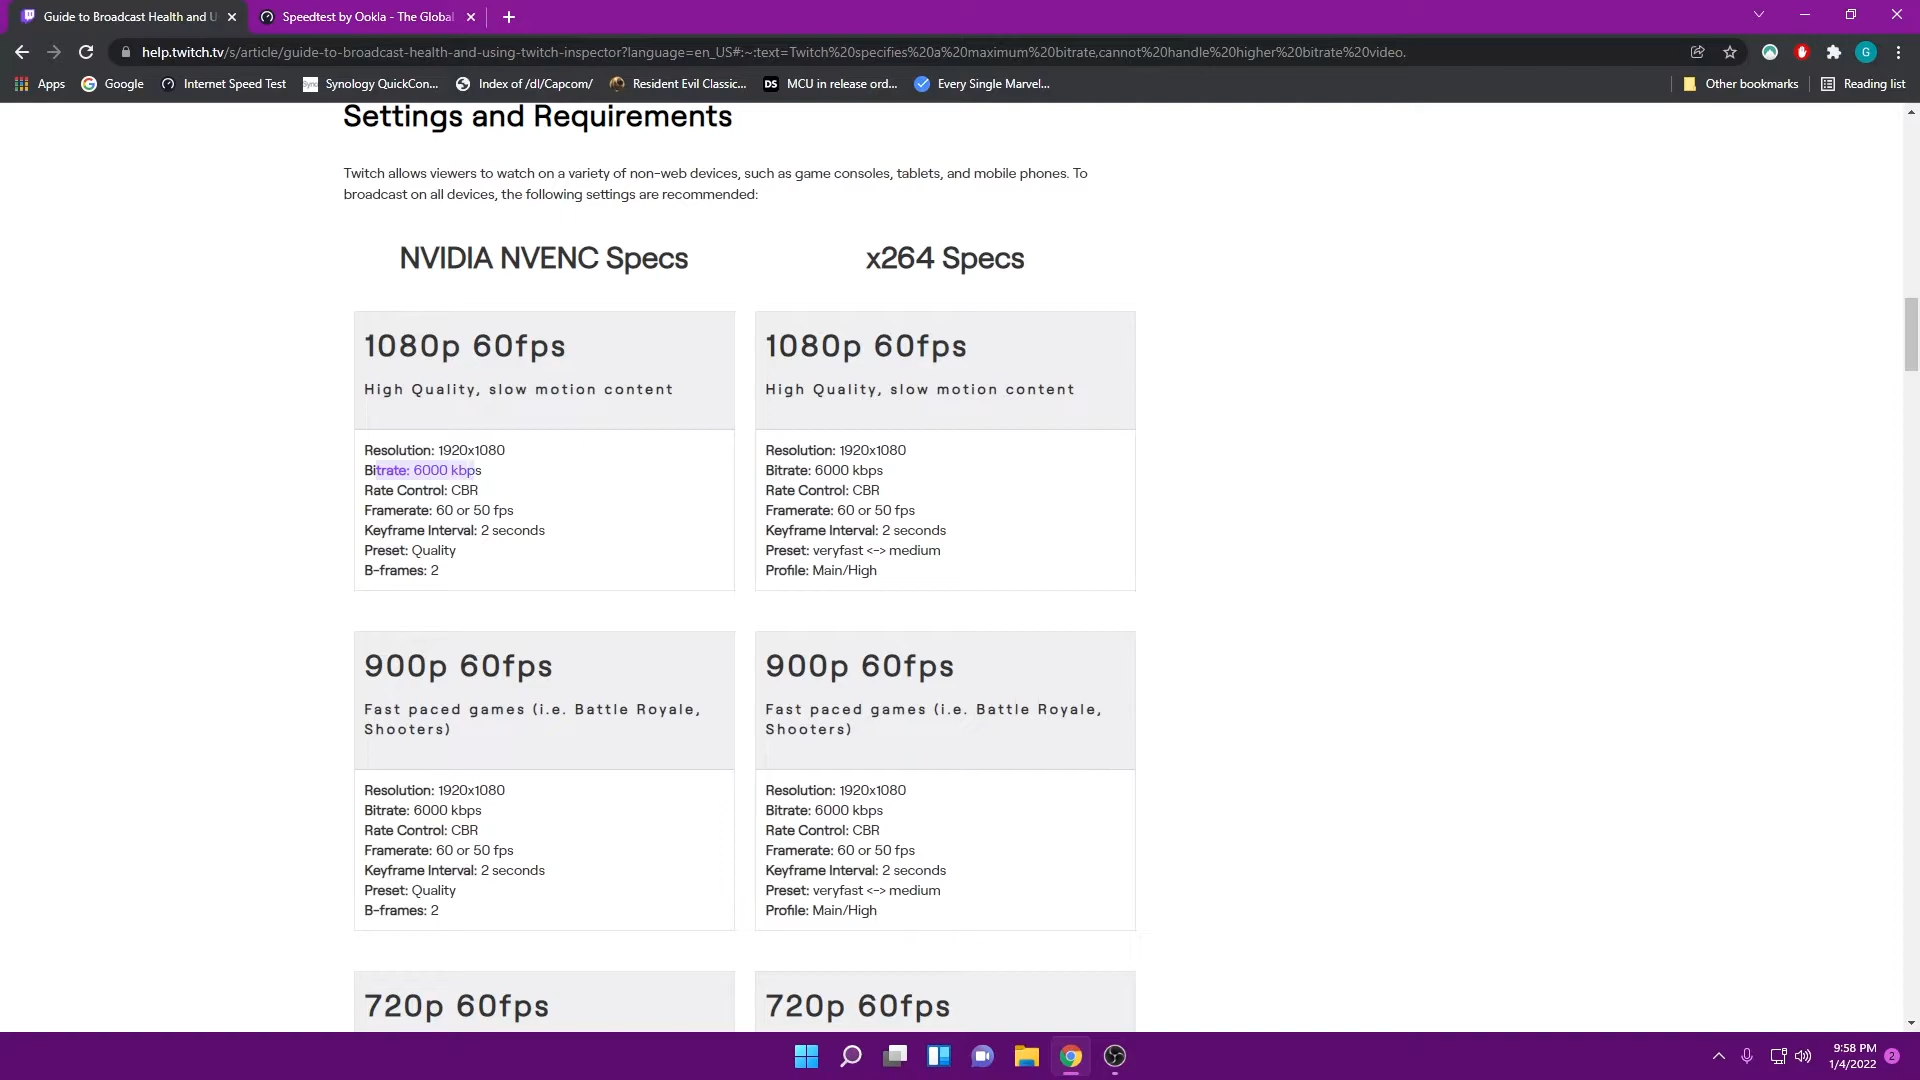 Guide to Broadcast Health and U
Speedtest by Ookla - The Global
help.twitch.tv/s/article/guide-to-broadcast-health-and-using-twitch-inspector?language=en_US#:~:text=Twitch%20specifies%20a%20maximum%20bitrate,cannot%20handle%20higher%20bitrate%20video.
G
Apps
Google
Internet Speed Test
Synology QuickCon...
Index of /dl/Capcom/
Resident Evil Classic...
DS
MCU in release ord...
Every Single Marvel...
Other bookmarks
Reading list
Settings and Requirements
Twitch allows viewers to watch on a variety of non-web devices, such as game consoles, tablets, and mobile phones. To
broadcast on all devices, the following settings are recommended:
NVIDIA NVENC Specs
1080p 60fps
High Quality, slow motion content
Resolution: 1920x1080
Bitrate: 6000 kbps
Rate Control: CBR
Framerate: 60 or 50 fps
Keyframe Interval: 2 seconds
Preset: Quality
B-frames: 2
900p 60fps
Fast paced games (i.e. Battle Royale,
Shooters)
Resolution: 1920x1080
Bitrate: 6000 kbps
Rate Control: CBR
Framerate: 60 or 50 fps
Keyframe Interval: 2 seconds
Preset: Quality
B-frames: 2
720p 60fps
x264 Specs
1080p 60fps
High Quality, slow motion content
Resolution: 1920x1080
Bitrate: 6000 kbps
Rate Control: CBR
Framerate: 60 or 50 fps
Keyframe Interval: 2 seconds
Preset: veryfast <-> medium
Profile: Main/High
900p 60fps
Fast paced games (i.e. Battle Royale,
Shooters)
Resolution: 1920x1080
Bitrate: 6000 kbps
Rate Control: CBR
Framerate: 60 or 50 fps
Keyframe Interval: 2 seconds
Preset: veryfast <-> medium
Profile: Main/High
720p 60fps
9:58 PM
1/4/2022
2